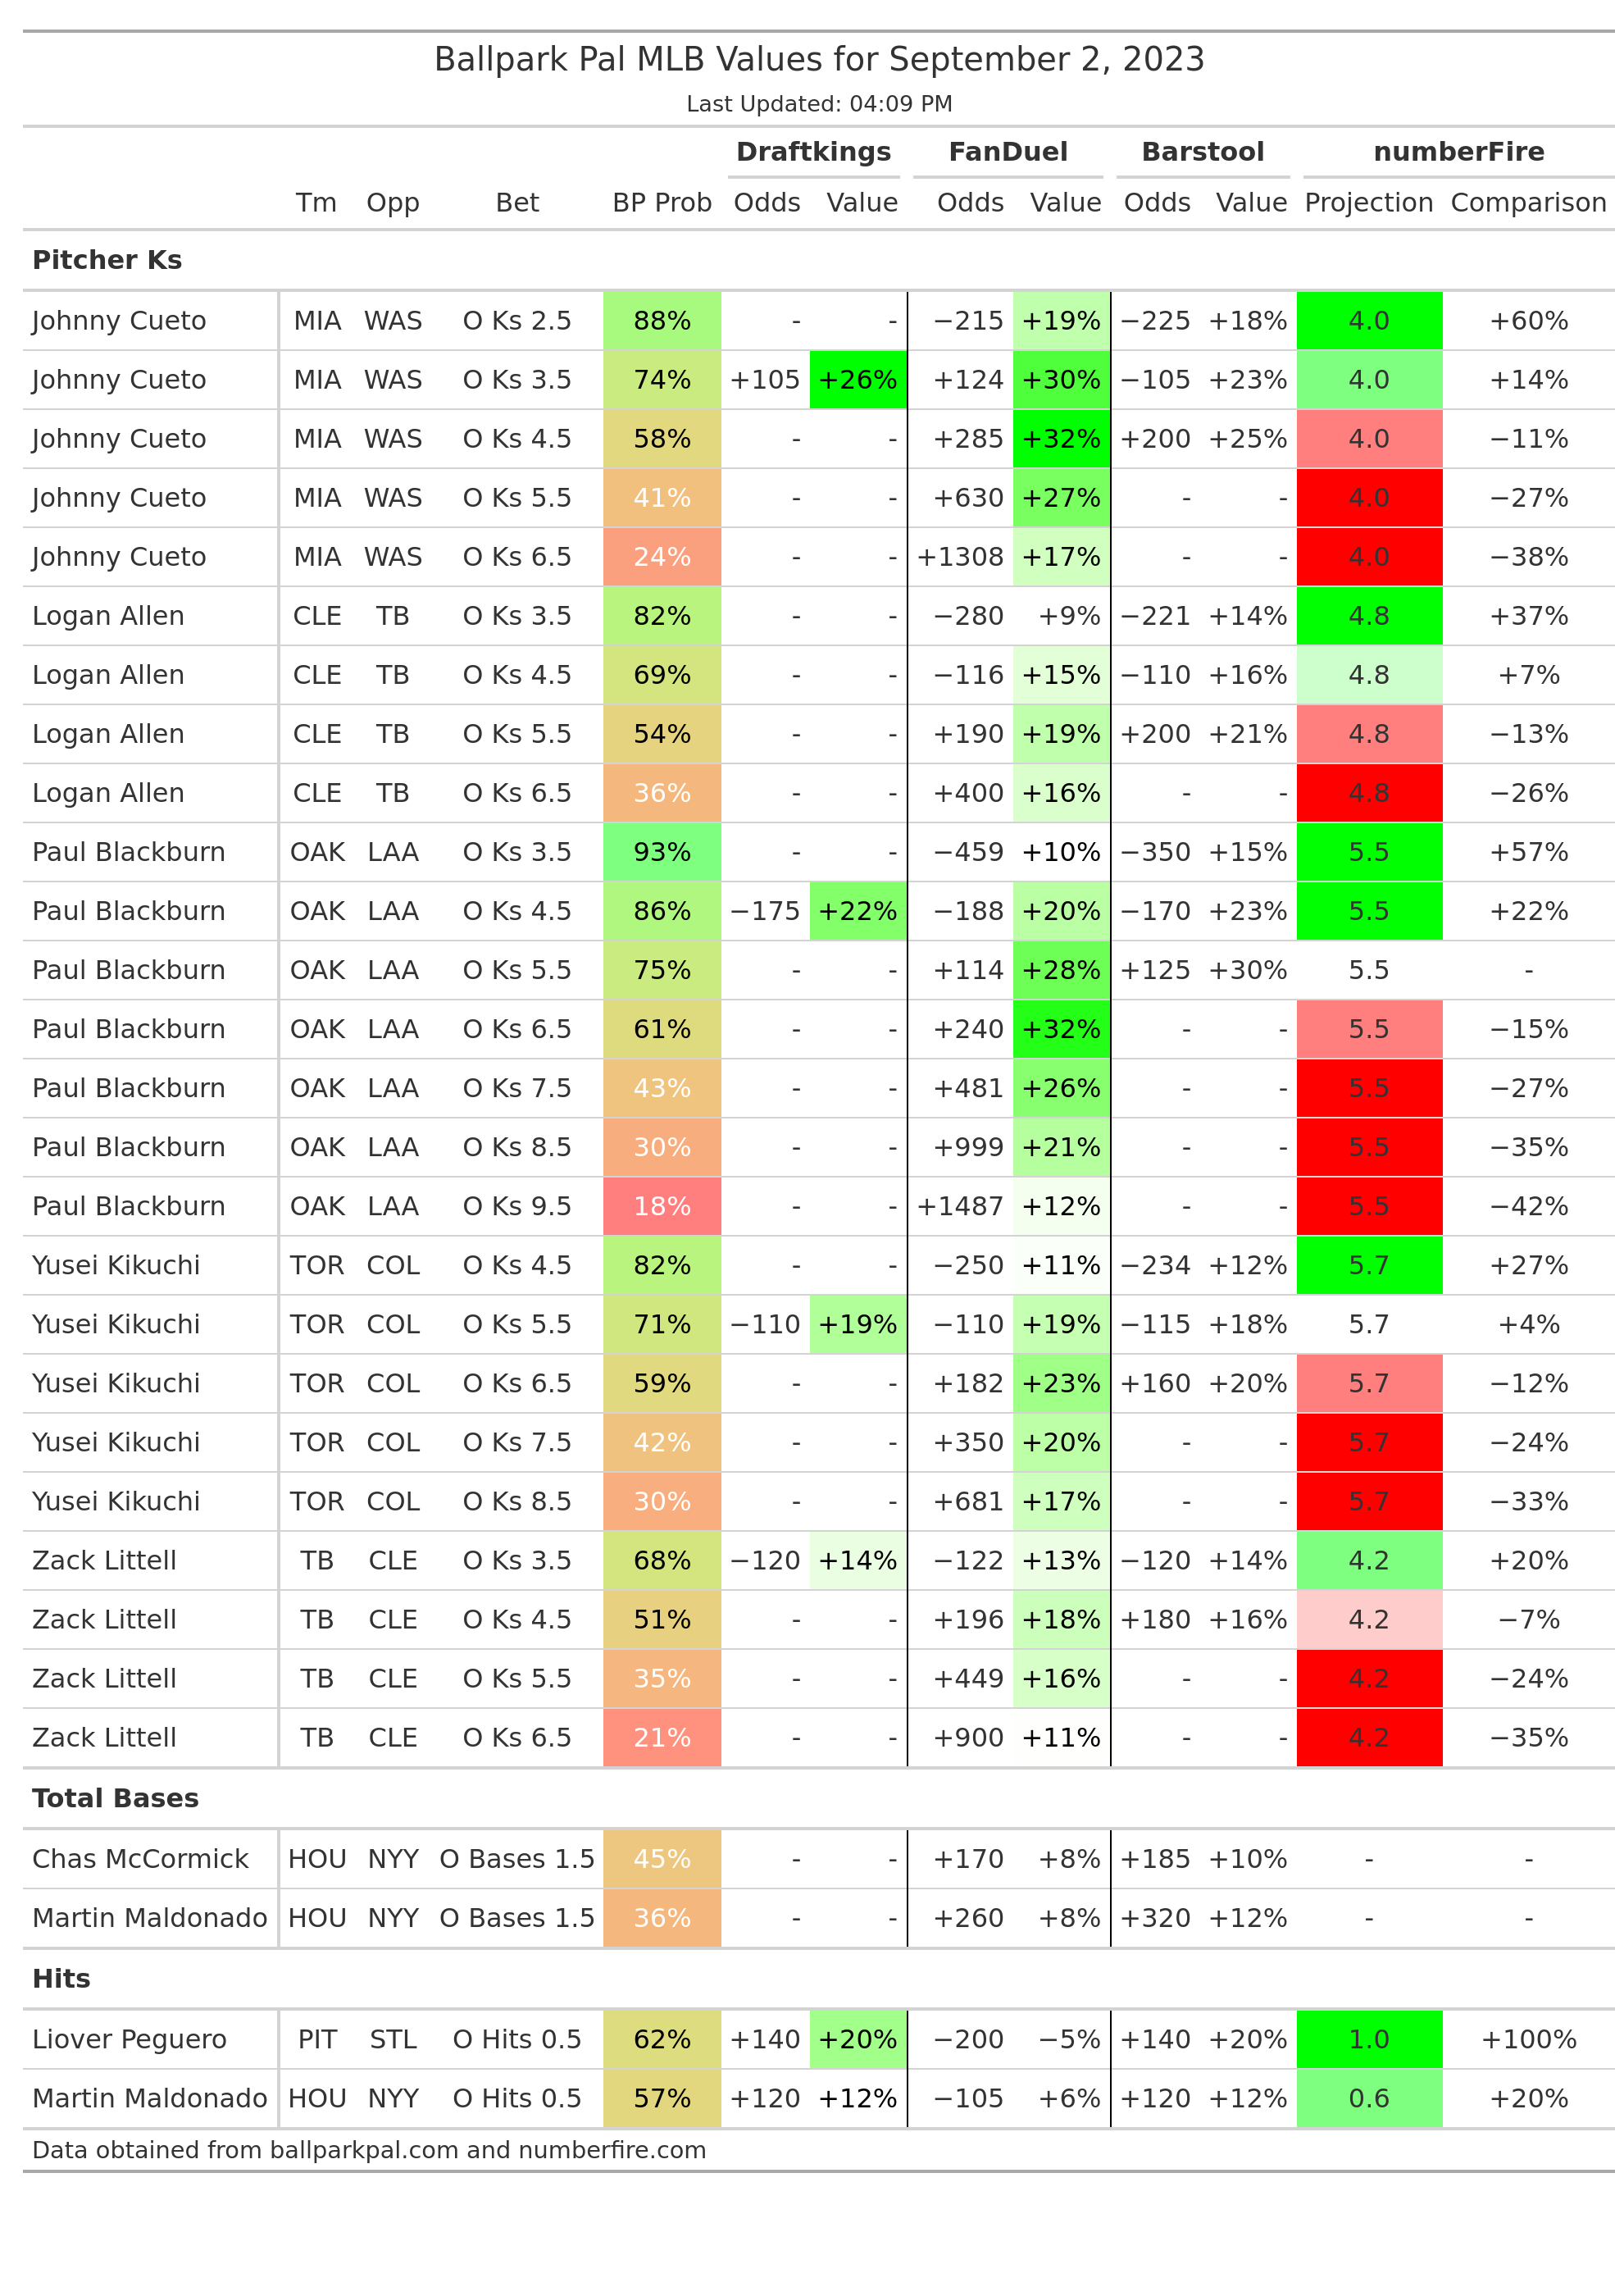 Ballpark Pal MLB Values for September 2, 2023
Last Updated: 04:09 PM
Draftkings FanDuel Barstool numberFire
Tm Opp Bet BP Prob Odds Value Odds Value Odds Value Projection Comparison
Pitcher Ks
Johnny Cueto MIA WAS O Ks 2.5 88% - - −215 +19% −225 +18% 4.0 +60%
Johnny Cueto MIA WAS O Ks 3.5 74% +105 +26% +124 +30% −105 +23% 4.0 +14%
Johnny Cueto MIA WAS O Ks 4.5 58% - - +285 +32% +200 +25% 4.0 −11%
Johnny Cueto MIA WAS O Ks 5.5 41% - - +630 +27% - - 4.0 −27%
Johnny Cueto MIA WAS O Ks 6.5 24% - - +1308 +17% - - 4.0 −38%
Logan Allen CLE TB O Ks 3.5 82% - - −280 +9% −221 +14% 4.8 +37%
Logan Allen CLE TB O Ks 4.5 69% - - −116 +15% −110 +16% 4.8 +7%
Logan Allen CLE TB O Ks 5.5 54% - - +190 +19% +200 +21% 4.8 −13%
Logan Allen CLE TB O Ks 6.5 36% - - +400 +16% - - 4.8 −26%
Paul Blackburn OAK LAA O Ks 3.5 93% - - −459 +10% −350 +15% 5.5 +57%
Paul Blackburn OAK LAA O Ks 4.5 86% −175 +22% −188 +20% −170 +23% 5.5 +22%
Paul Blackburn OAK LAA O Ks 5.5 75% - - +114 +28% +125 +30% 5.5 -
Paul Blackburn OAK LAA O Ks 6.5 61% - - +240 +32% - - 5.5 −15%
Paul Blackburn OAK LAA O Ks 7.5 43% - - +481 +26% - - 5.5 −27%
Paul Blackburn OAK LAA O Ks 8.5 30% - - +999 +21% - - 5.5 −35%
Paul Blackburn OAK LAA O Ks 9.5 18% - - +1487 +12% - - 5.5 −42%
Yusei Kikuchi TOR COL O Ks 4.5 82% - - −250 +11% −234 +12% 5.7 +27%
Yusei Kikuchi TOR COL O Ks 5.5 71% −110 +19% −110 +19% −115 +18% 5.7 +4%
Yusei Kikuchi TOR COL O Ks 6.5 59% - - +182 +23% +160 +20% 5.7 −12%
Yusei Kikuchi TOR COL O Ks 7.5 42% - - +350 +20% - - 5.7 −24%
Yusei Kikuchi TOR COL O Ks 8.5 30% - - +681 +17% - - 5.7 −33%
Zack Littell TB CLE O Ks 3.5 68% −120 +14% −122 +13% −120 +14% 4.2 +20%
Zack Littell TB CLE O Ks 4.5 51% - - +196 +18% +180 +16% 4.2 −7%
Zack Littell TB CLE O Ks 5.5 35% - - +449 +16% - - 4.2 −24%
Zack Littell TB CLE O Ks 6.5 21% - - +900 +11% - - 4.2 −35%
Total Bases
Chas McCormick HOU NYY O Bases 1.5 45% - - +170 +8% +185 +10% - -
Martin Maldonado HOU NYY O Bases 1.5 36% - - +260 +8% +320 +12% - -
Hits
Liover Peguero PIT STL O Hits 0.5 62% +140 +20% −200 −5% +140 +20% 1.0 +100%
Martin Maldonado HOU NYY O Hits 0.5 57% +120 +12% −105 +6% +120 +12% 0.6 +20%
Data obtained from ballparkpal.com and numberfire.com